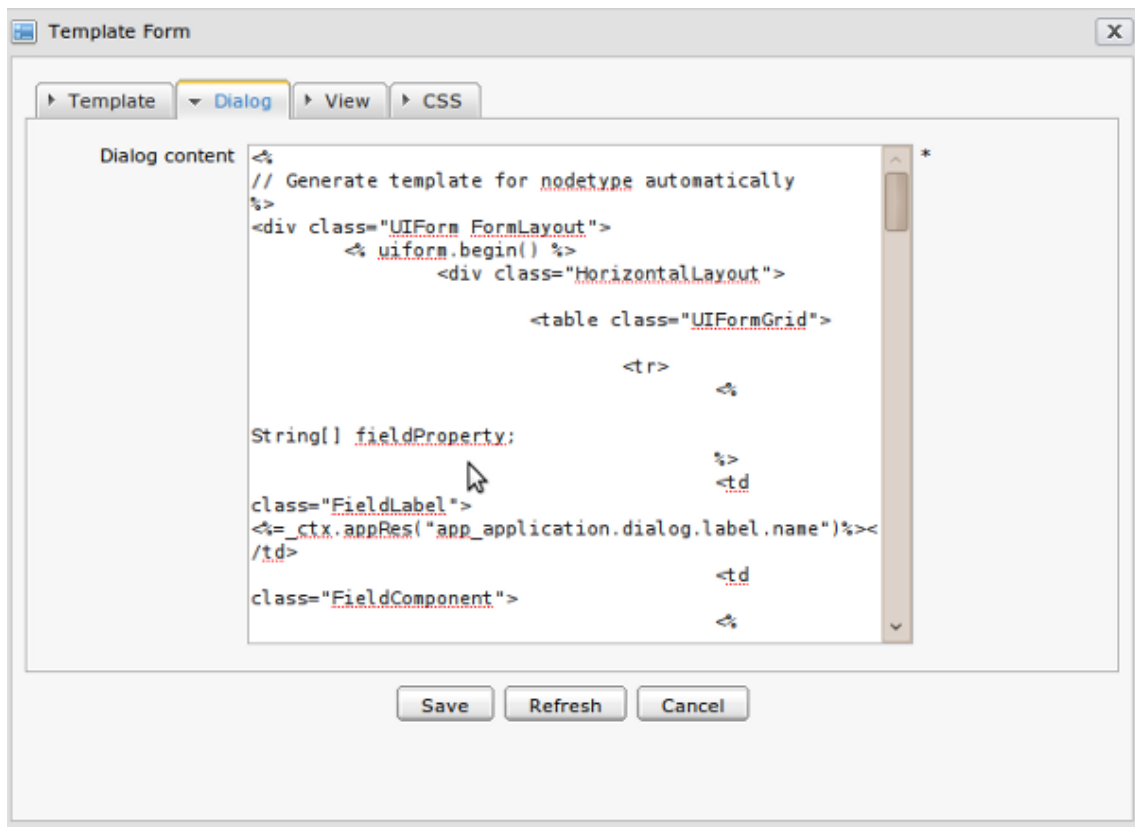 Template Form
Template Dialog View CSS
Dialog content <% *
// Generate template for nodetype automatically
%>
<div class="UIForm FormLayout">
<% uiform.begin() %>
<div class="HorizontalLayout">
<table class="UIFormGrid">
<tr>
<%
String[] fieldProperty;
%>
<td
class="FieldLabel">
<%=_ctx.appRes("app_application.dialog.label.name")%><
/td>
<td
class="FieldComponent">
<%
Save Refresh Cancel